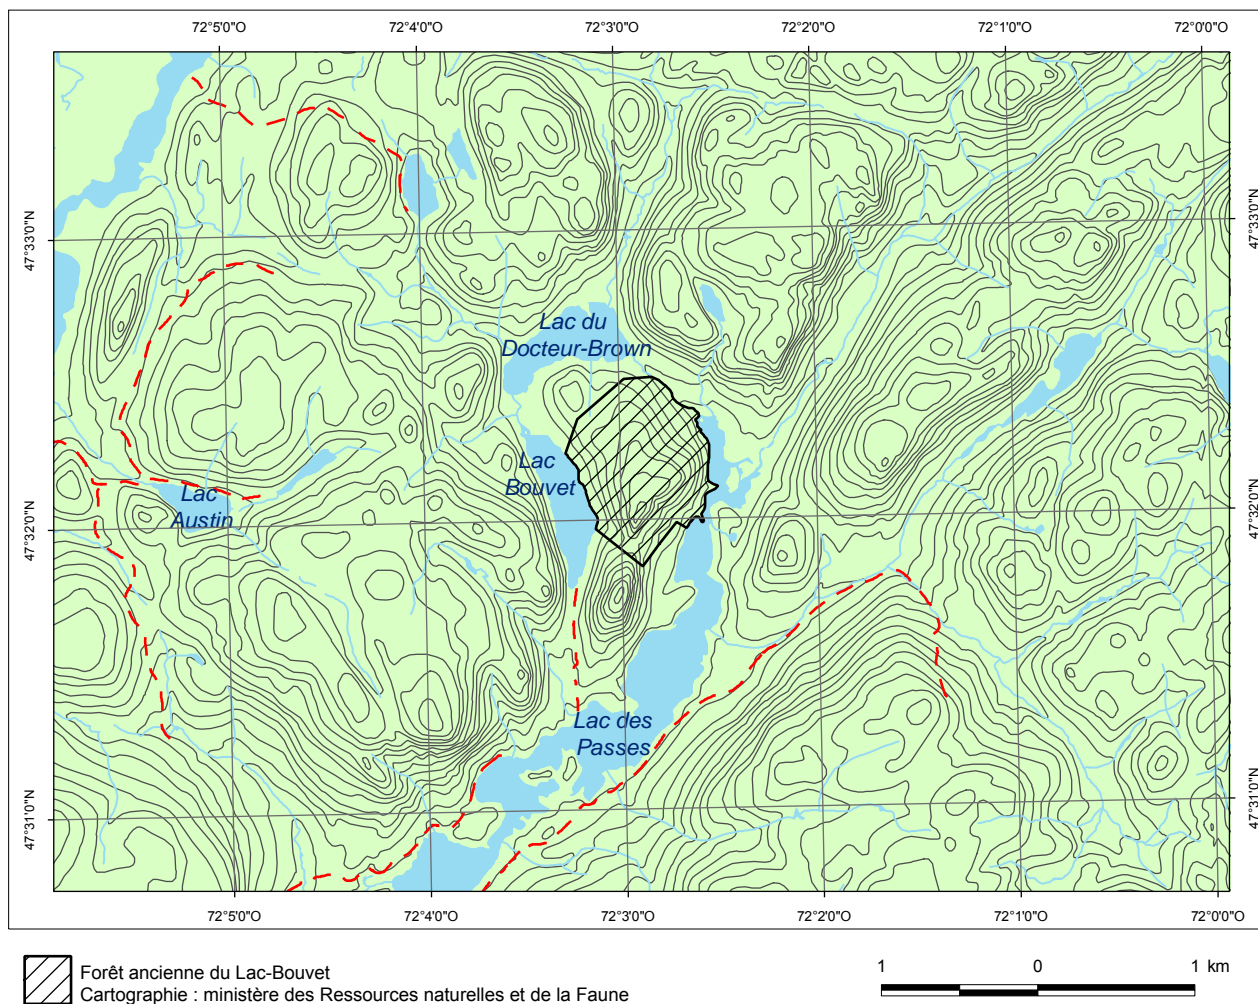 72°5'0"O
72°4'0"O
72°3'0"O
72°2'0"O
72°1'0"O
72°0'0"O
47°33'0"N
47°33'0"N
Lac du
Docteur-Brown
Lac
Bouvet
Lac
Austin
47°32'0"N
47°32'0"N
Lac des
Passes
47°31'0"N
47°31'0"N
72°5'0"O
72°4'0"O
72°3'0"O
72°2'0"O
72°1'0"O
72°0'0"O
Forêt ancienne du Lac-Bouvet
Cartographie : ministère des Ressources naturelles et de la Faune
1 0 1 km